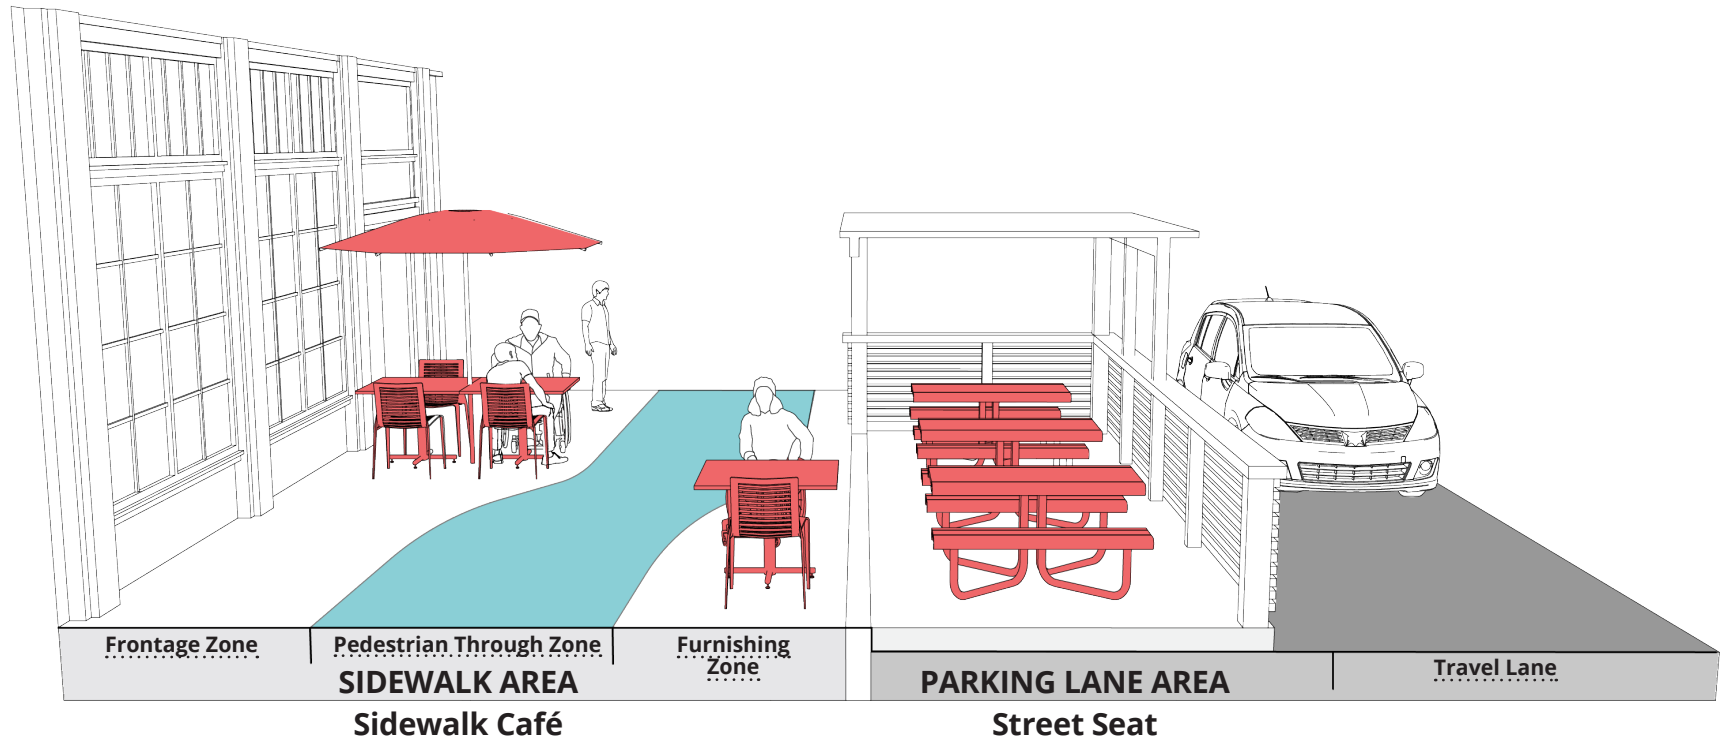 Frontage Zone
Pedestrian Through Zone
Furnishing
Zone
SIDEWALK AREA
Sidewalk Café
PARKING LANE AREA
Travel Lane
Street Seat